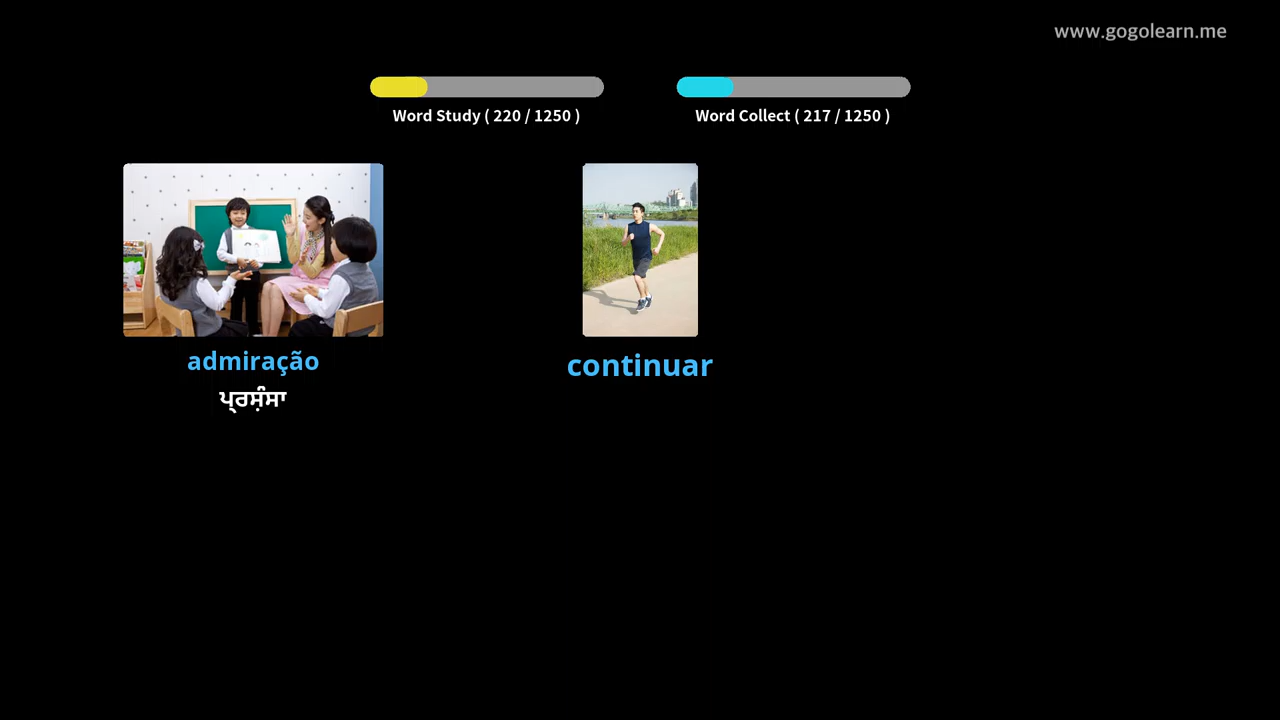 www.gogolearn.me
Word Study ( 220 / 1250 )
Word Collect ( 217 / 1250 )
admiração
ਪ੍ਰਸ਼ੰਸਾ
continuar